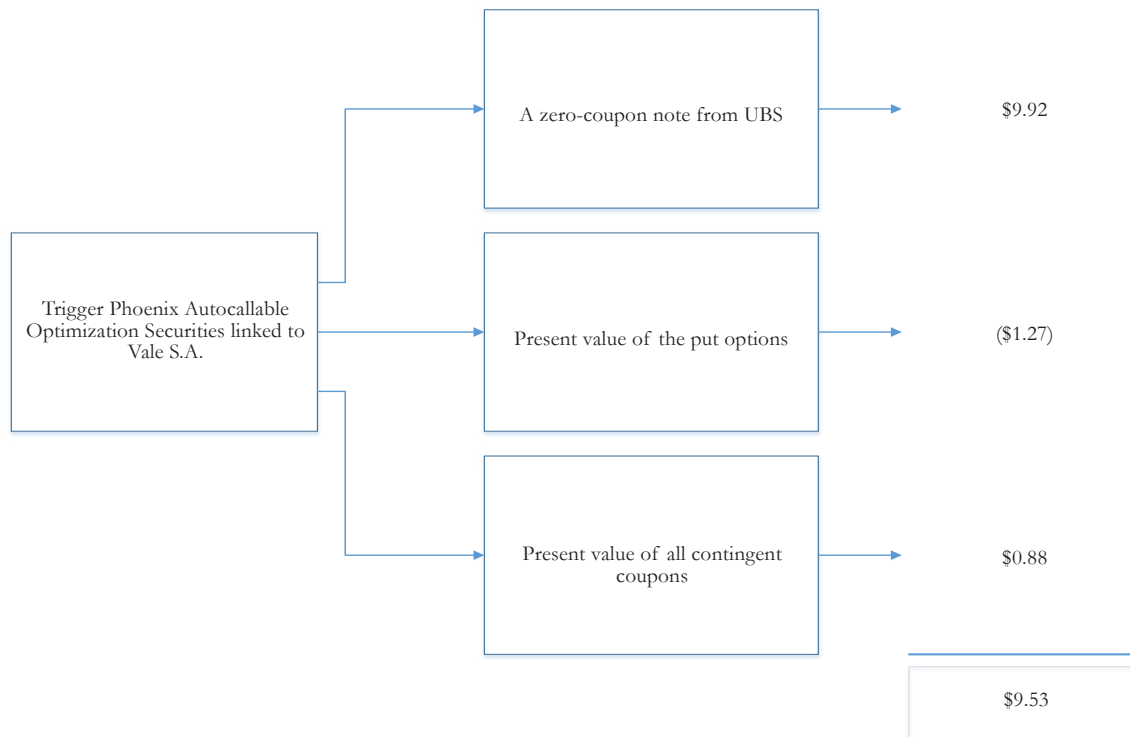 A zero-coupon note from UBS
$9.92
Trigger Phoenix Autocallable
Optimization Securities linked to
Vale S.A.
Present value of the put options
($1.27)
Present value of all contingent
coupons
$0.88
$9.53